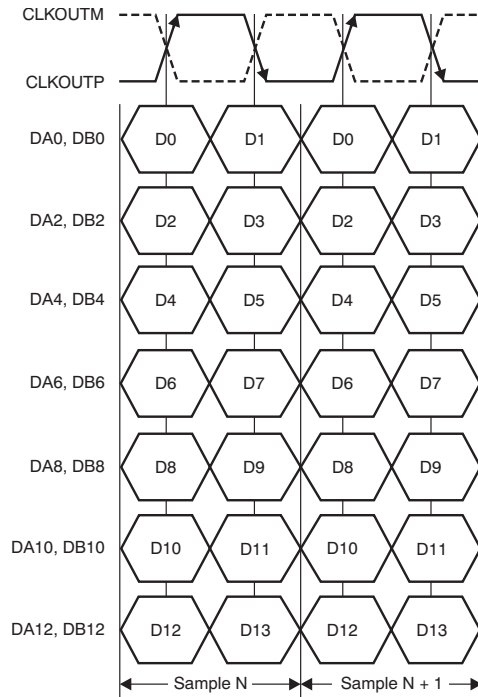 CLKOUTM
CLKOUTP
DA0, DB0 D0 D1 D0 D1
DA2, DB2 D2 D3 D2 D3
DA4, DB4 D4 D5 D4 D5
DA6, DB6 D6 D7 D6 D7
DA8, DB8 D8 D9 D8 D9
DA10, DB10 D10 D11 D10 D11
DA12, DB12 D12 D13 D12 D13
Sample N Sample N + 1